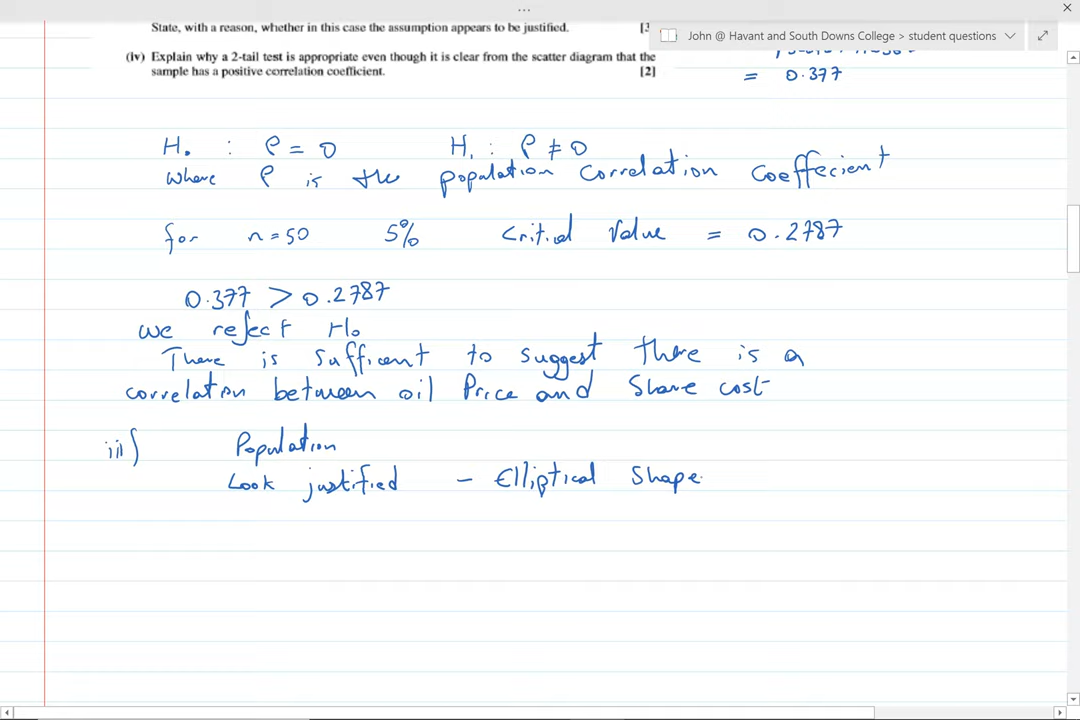 State, with a reason, whether in this case the assumption appears to be justified. [3
John @ Havant and South Downs College > student questions
(iv) Explain why a 2-tail test is appropriate even though it is clear from the scatter diagram that the
sample has a positive correlation coefficient. [2]
= 0.377
H₀ : ρ = 0 H₁ : ρ ≠ 0
where ρ is the population correlation coeffecient
for n=50 5% critical value = 0.2787
0.377 > 0.2787
we reject H₀
There is sufficent to suggest there is a
correlation between oil Price and Share cost
iii) Population
Look justified - Elliptical Shape.